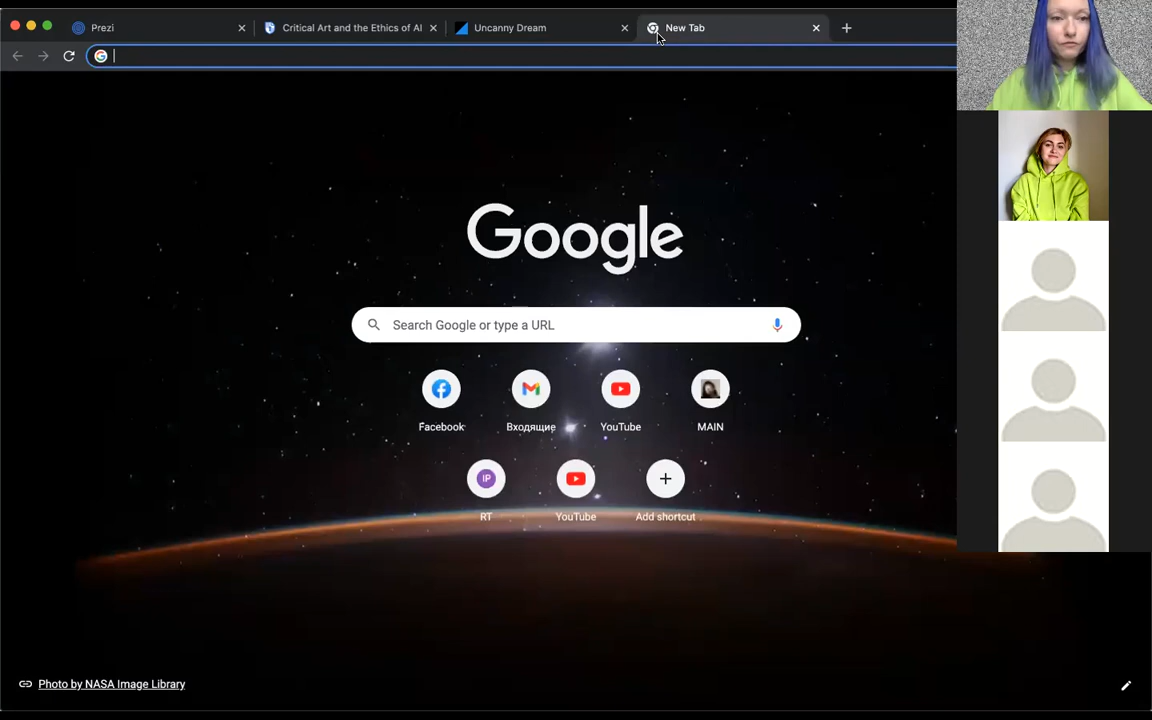 Prezi
Critical Art and the Ethics of AI
Uncanny Dream
New Tab
Google
Search Google or type a URL
Facebook
Входящие
YouTube
MAIN
IP
RT
YouTube
Add shortcut
Photo by NASA Image Library